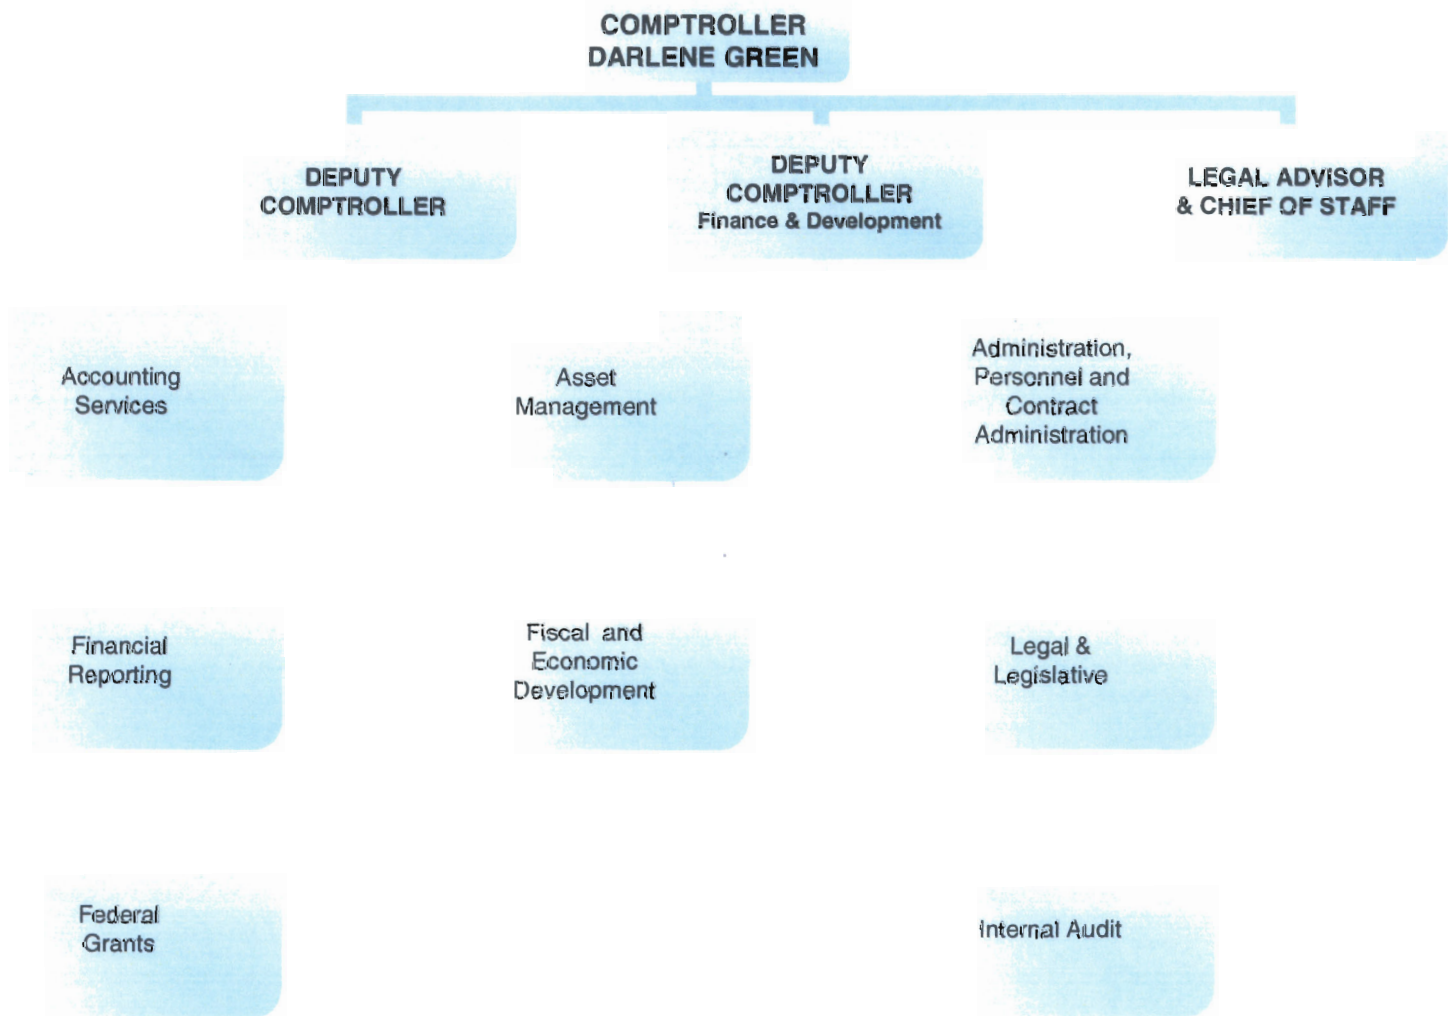 COMPTROLLER
DARLENE GREEN
DEPUTY
COMPTROLLER
DEPUTY
COMPTROLLER
Finance & Development
LEGAL ADVISOR
& CHIEF OF STAFF
Accounting
Services
Asset
Management
Administration,
Personnel and
Contract
Administration
Financial
Reporting
Fiscal and
Economic
Development
Legal &
Legislative
Federal
Grants
Internal Audit